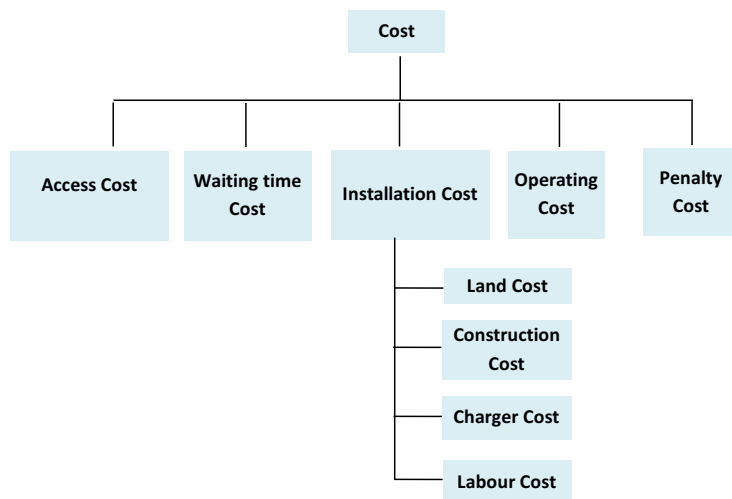 Cost
Access Cost
Waiting time
Cost
Installation Cost
Operating
Cost
Penalty
Cost
Land Cost
Construction
Cost
Charger Cost
Labour Cost